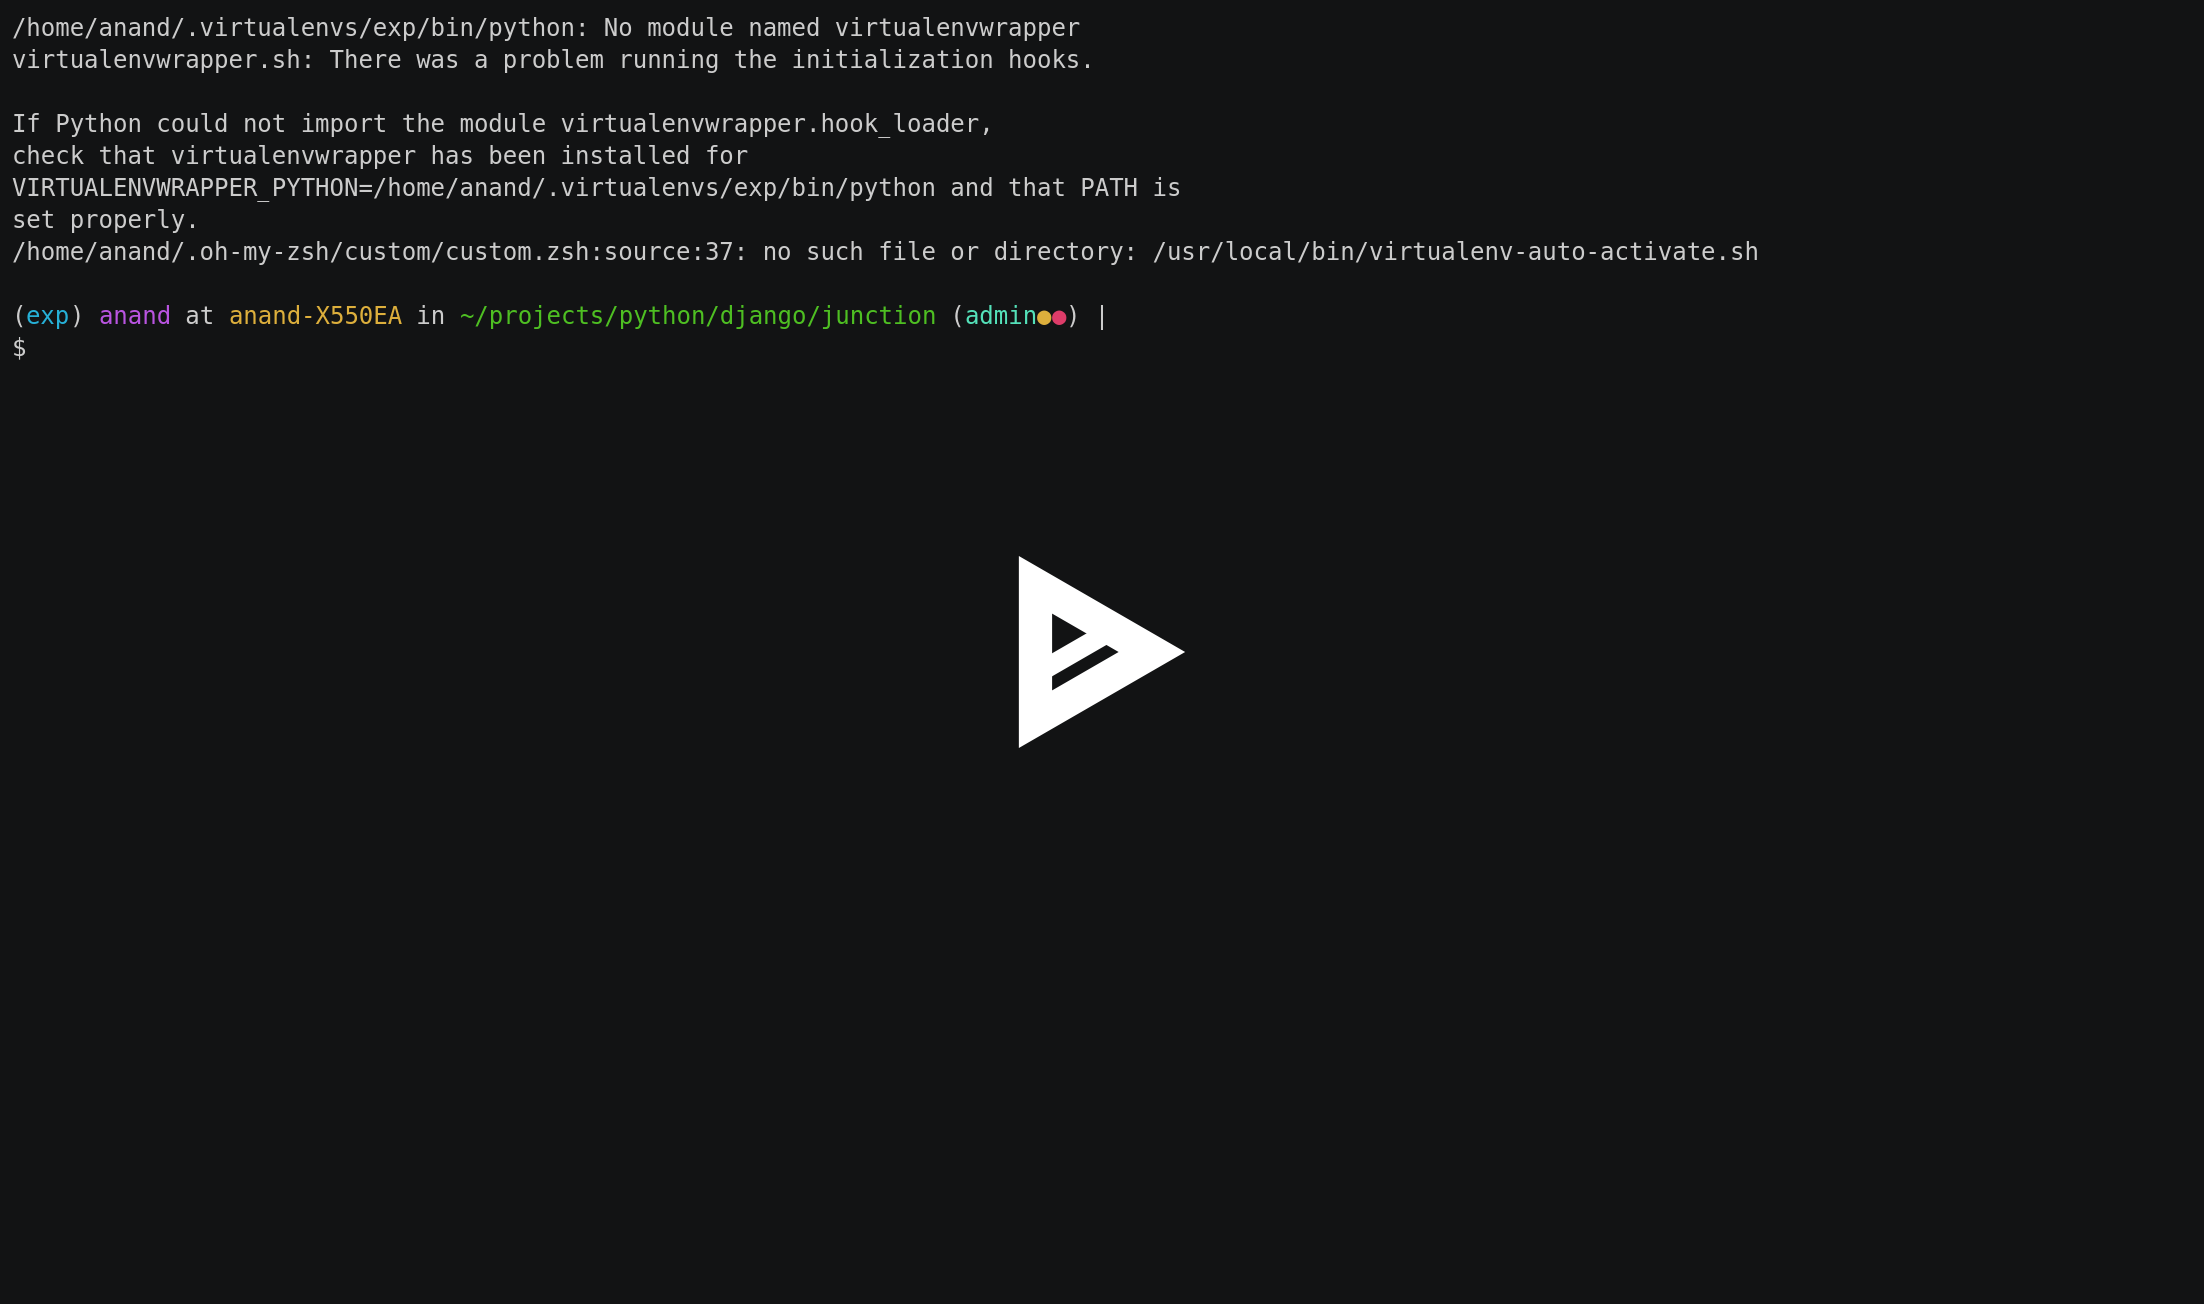 /home/anand/.virtualenvs/exp/bin/python: No module named virtualenvwrapper
virtualenvwrapper.sh: There was a problem running the initialization hooks.
If Python could not import the module virtualenvwrapper.hook_loader,
check that virtualenvwrapper has been installed for
VIRTUALENVWRAPPER_PYTHON=/home/anand/.virtualenvs/exp/bin/python and that PATH is
set properly.
/home/anand/.oh-my-zsh/custom/custom.zsh:source:37: no such file or directory: /usr/local/bin/virtualenv-auto-activate.sh
(exp) anand at anand-X550EA in ~/projects/python/django/junction (admin●●) |
$